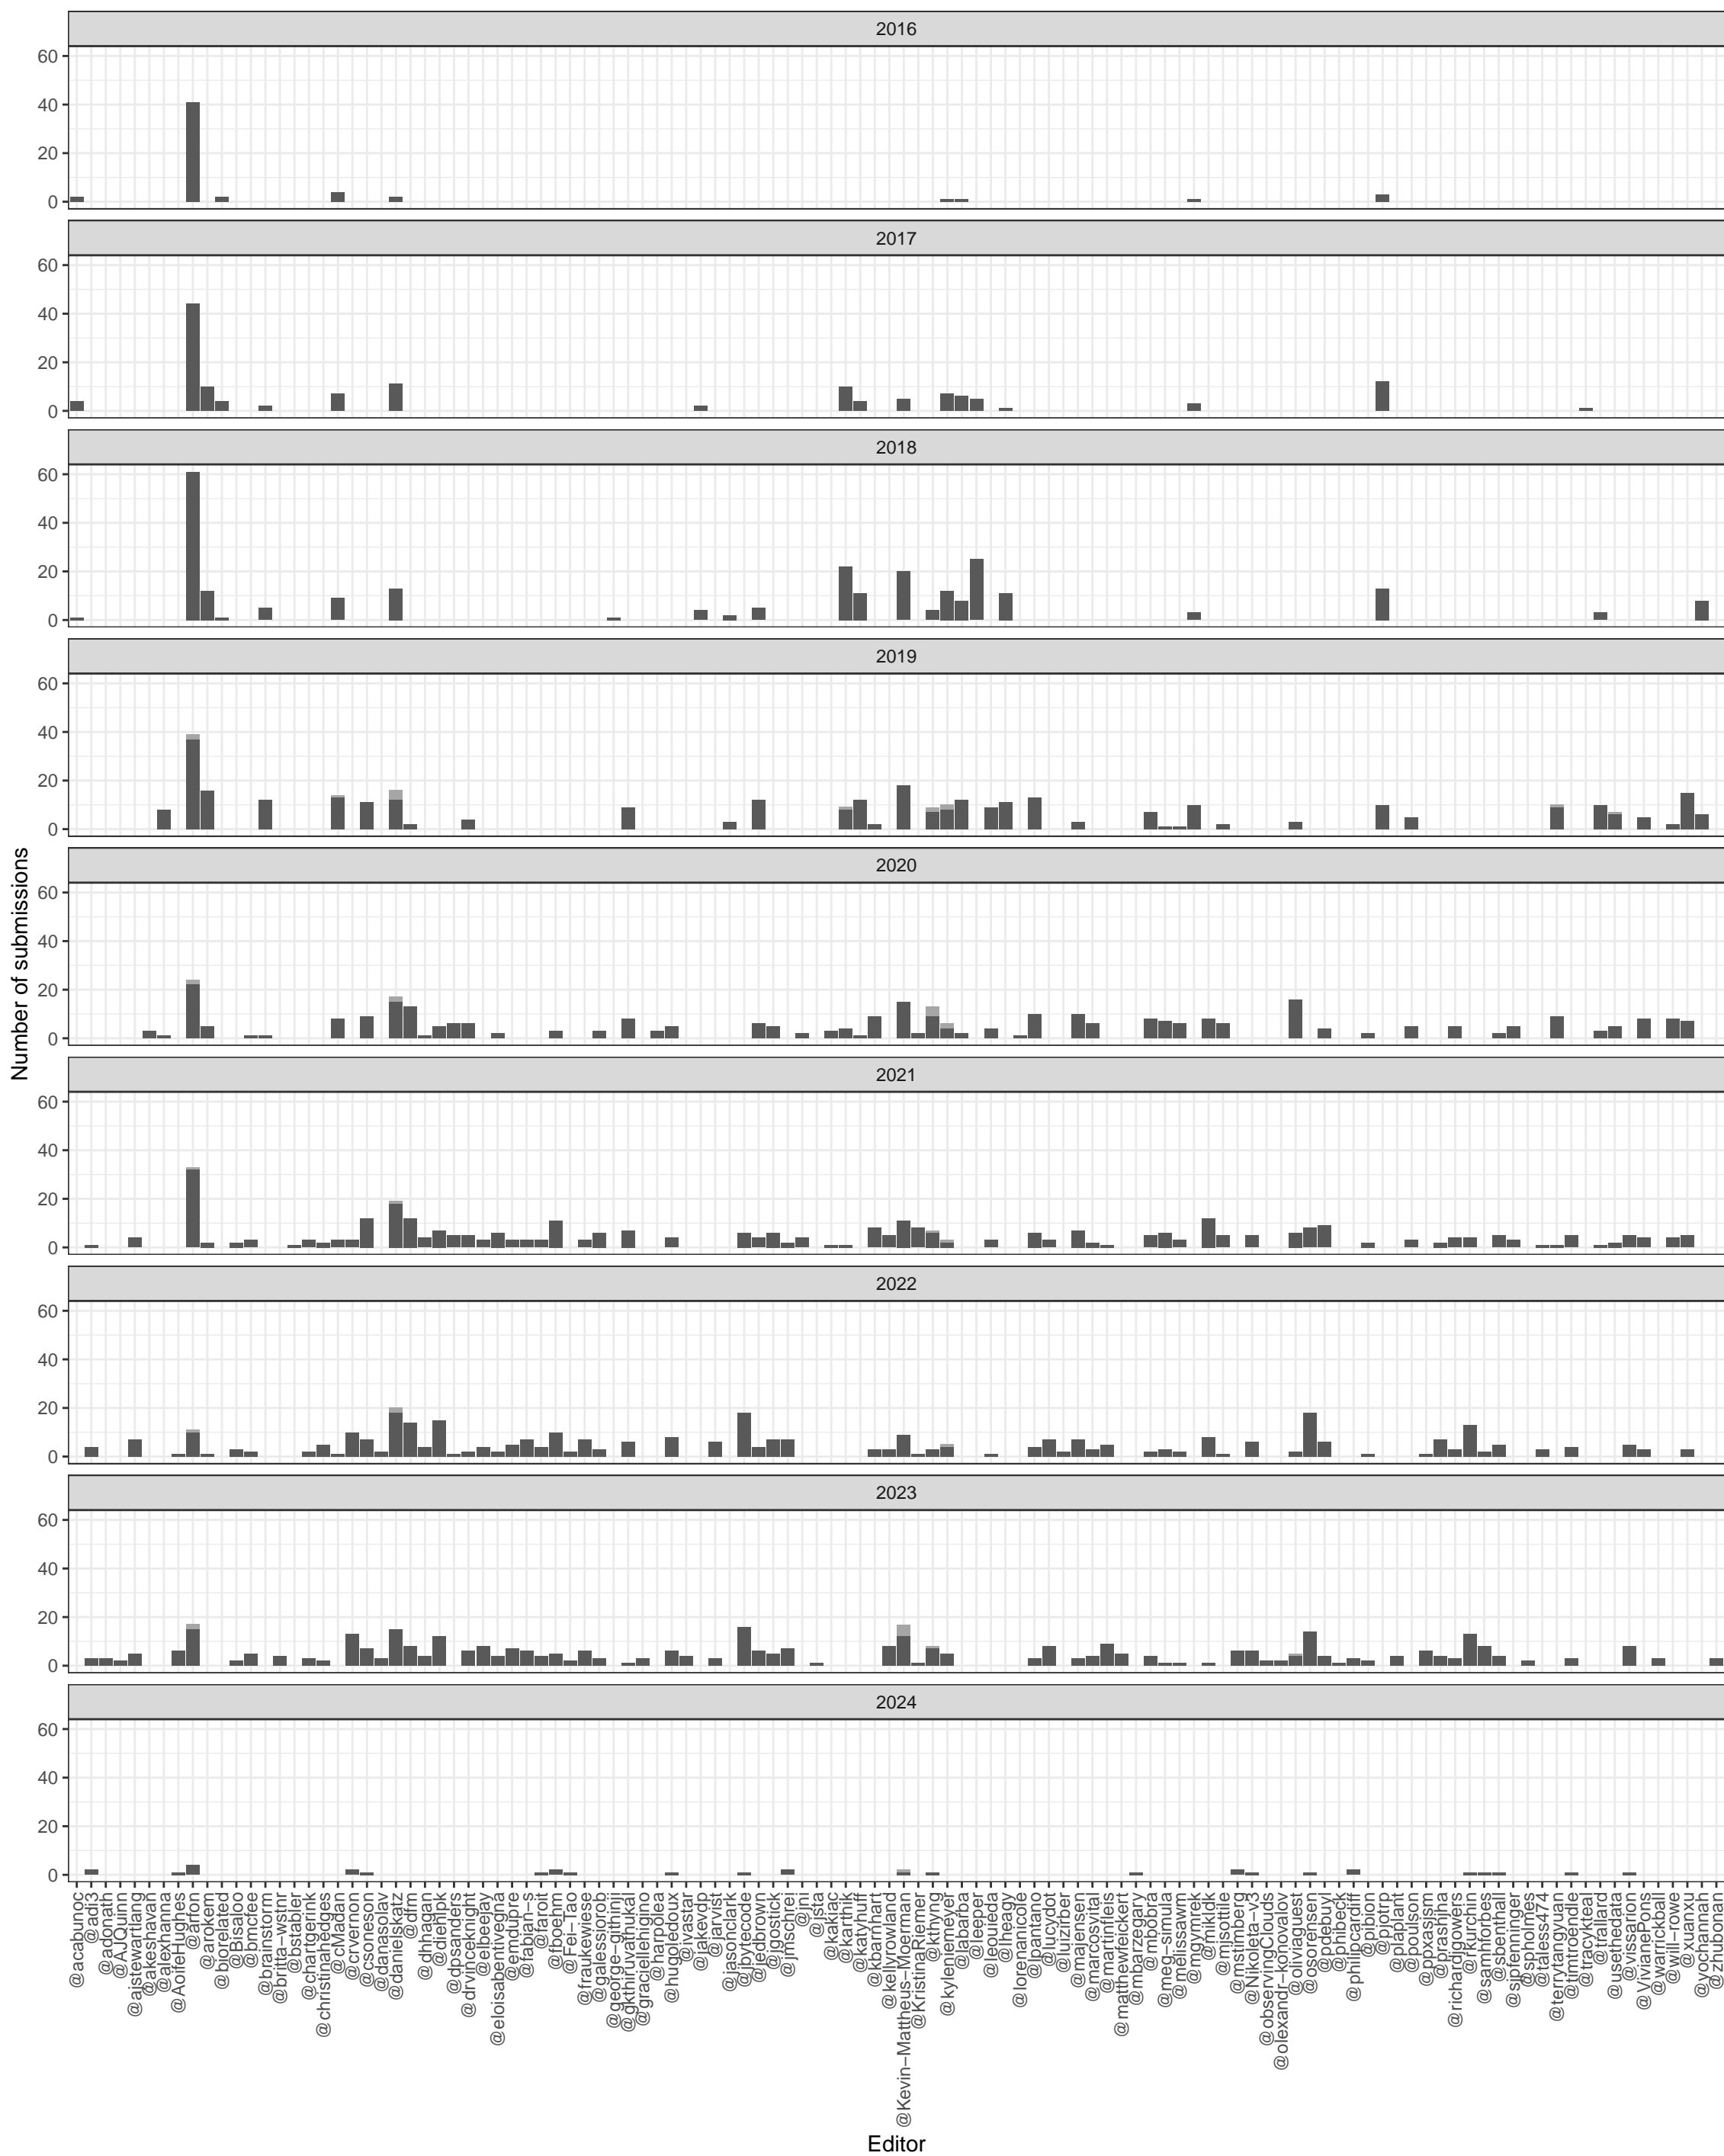 2016
60
40
20
0
2017
60
40
20
0
2018
60
40
20
0
2019
60
40
20
0
2020
60
40
20
0
2021
60
40
20
0
2022
60
40
20
0
2023
60
40
20
0
2024
60
40
20
0
Number of submissions
@acabunoc
@adi3
@adonath
@AJQuinn
@ajstewartlang
@akeshavan
@alexhanna
@AoifeHughes
@arfon
@arokem
@biorelated
@Bisaloo
@bmcfee
@brainstorm
@britta-wstnr
@bstabler
@chartgerink
@christinahedges
@cMadan
@crvernon
@csoneson
@danasolav
@danielskatz
@dfm
@dhhagan
@diehlpk
@dpsanders
@drvinceknight
@elbeejay
@eloisabentivegna
@emdupre
@fabian-s
@faroit
@fboehm
@Fei-Tao
@fraukewiese
@galessiorob
@george-githinji
@gkthiruvathukal
@graciellehigino
@harpolea
@hugoledoux
@ivastar
@jakevdp
@jarvist
@jasonclark
@jbytecode
@jedbrown
@jgostick
@jmschrei
@jni
@jsta
@kakiac
@karthik
@katyhuff
@kbarnhart
@kellyrowland
@Kevin-Mattheus-Moerman
@KristinaRiemer
@kthyng
@kyleniemeyer
@labarba
@leeper
@leouieda
@lheagy
@lorenanicole
@lpantano
@lucydot
@luizirber
@majensen
@marcosvital
@martinfleis
@matthewfeickert
@mbarzegary
@mbobra
@meg-simula
@melissawm
@mgymrek
@mikldk
@mjsottile
@mstimberg
@Nikoleta-v3
@observingClouds
@olexandr-konovalov
@oliviaguest
@osorensen
@pdebuyl
@phibeck
@philipcardiff
@pibion
@pjotrp
@plaplant
@poulson
@ppxasjsm
@prashjha
@richardjgowers
@rkurchin
@samhforbes
@sbenthall
@sjpfenninger
@spholmes
@taless474
@terrytangyuan
@timtroendle
@tracykteal
@trallard
@usethedata
@vissarion
@VivianePons
@warrickball
@will-rowe
@xuanxu
@yochannah
@zhubonan
Editor